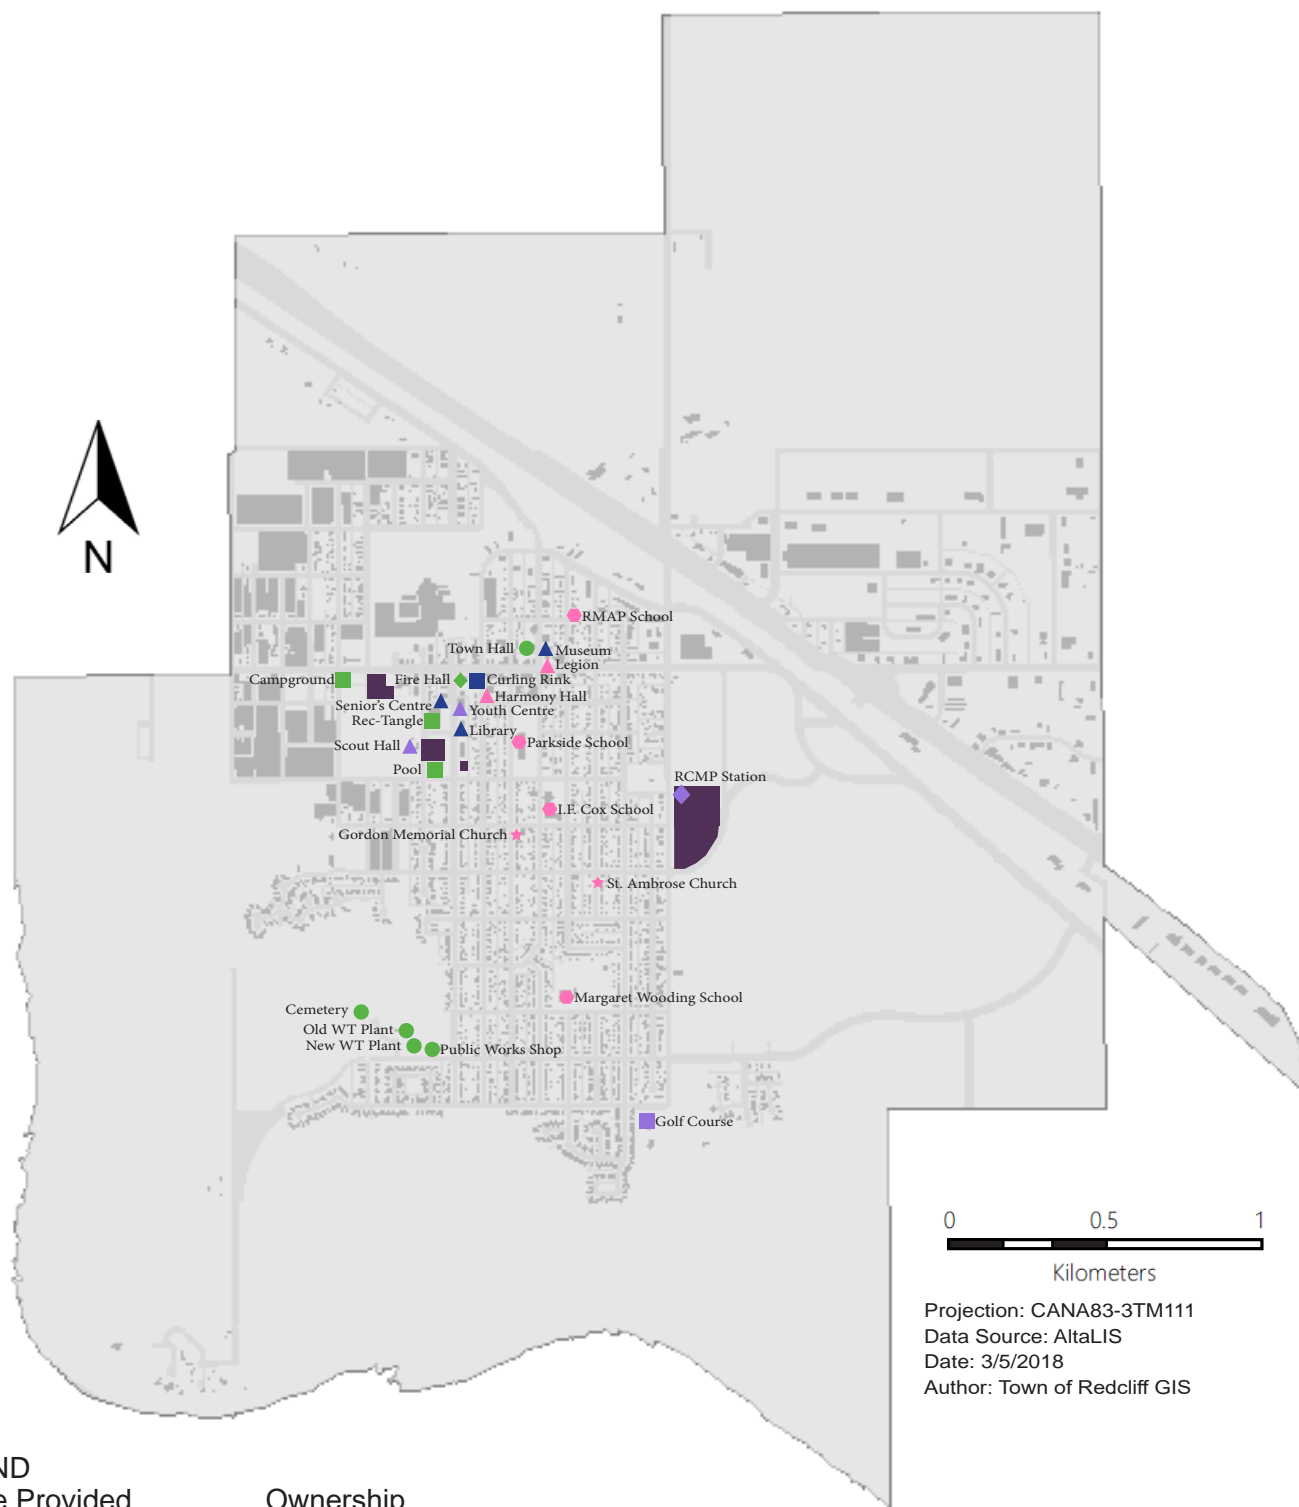 N
RMAP School
Town Hall
Museum
Legion
Campground
Fire Hall
Curling Rink
Harmony Hall
Senior's Centre
Youth Centre
Rec-Tangle
Library
Scout Hall
Parkside School
Pool
RCMP Station
I.F. Cox School
Gordon Memorial Church
St. Ambrose Church
Margaret Wooding School
Cemetery
Old WT Plant
New WT Plant
Public Works Shop
Golf Course
0 0.5 1
Kilometers
Projection: CANA83-3TM111
Data Source: AltaLIS
Date: 3/5/2018
Author: Town of Redcliff GIS
ND
e Provided
Ownership